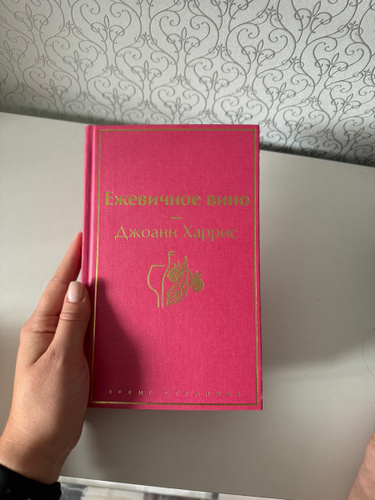 Ежевичное вино
Джоанн Харрис